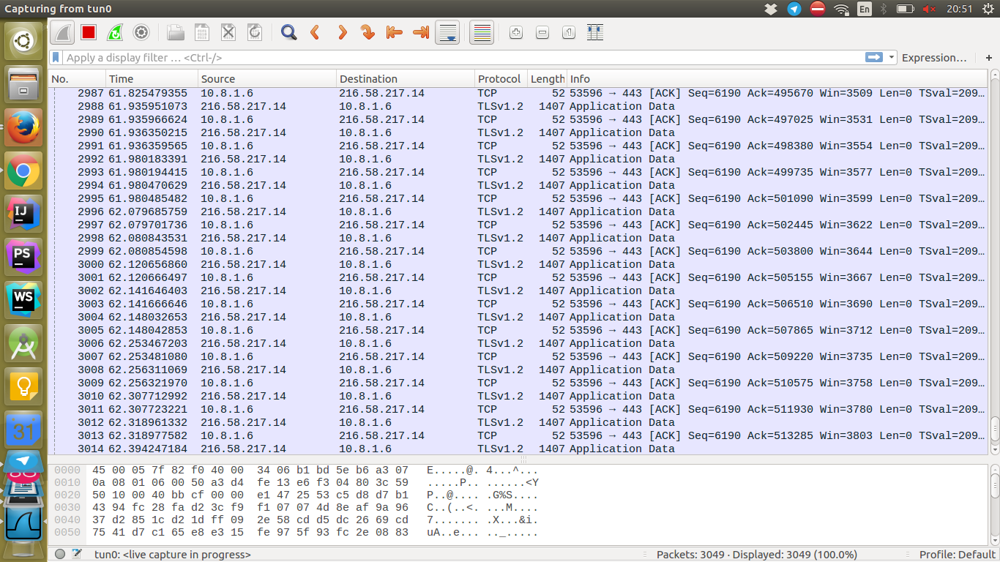 Capturing from tun0 En 20:51
Apply a display filter … <Ctrl-/> Expression… +
No. Time Source Destination Protocol Length Info
2987 61.825479355 10.8.1.6 216.58.217.14 TCP 52 53596 → 443 [ACK] Seq=6190 Ack=495670 Win=3509 Len=0 TSval=209…
2988 61.935951073 216.58.217.14 10.8.1.6 TLSv1.2 1407 Application Data
2989 61.935966624 10.8.1.6 216.58.217.14 TCP 52 53596 → 443 [ACK] Seq=6190 Ack=497025 Win=3531 Len=0 TSval=209…
2990 61.936350215 216.58.217.14 10.8.1.6 TLSv1.2 1407 Application Data
2991 61.936359565 10.8.1.6 216.58.217.14 TCP 52 53596 → 443 [ACK] Seq=6190 Ack=498380 Win=3554 Len=0 TSval=209…
2992 61.980183391 216.58.217.14 10.8.1.6 TLSv1.2 1407 Application Data
2993 61.980194415 10.8.1.6 216.58.217.14 TCP 52 53596 → 443 [ACK] Seq=6190 Ack=499735 Win=3577 Len=0 TSval=209…
2994 61.980470629 216.58.217.14 10.8.1.6 TLSv1.2 1407 Application Data
2995 61.980485482 10.8.1.6 216.58.217.14 TCP 52 53596 → 443 [ACK] Seq=6190 Ack=501090 Win=3599 Len=0 TSval=209…
2996 62.079685759 216.58.217.14 10.8.1.6 TLSv1.2 1407 Application Data
2997 62.079701736 10.8.1.6 216.58.217.14 TCP 52 53596 → 443 [ACK] Seq=6190 Ack=502445 Win=3622 Len=0 TSval=209…
2998 62.080843531 216.58.217.14 10.8.1.6 TLSv1.2 1407 Application Data
2999 62.080854598 10.8.1.6 216.58.217.14 TCP 52 53596 → 443 [ACK] Seq=6190 Ack=503800 Win=3644 Len=0 TSval=209…
3000 62.120656860 216.58.217.14 10.8.1.6 TLSv1.2 1407 Application Data
3001 62.120666497 10.8.1.6 216.58.217.14 TCP 52 53596 → 443 [ACK] Seq=6190 Ack=505155 Win=3667 Len=0 TSval=209…
3002 62.141646403 216.58.217.14 10.8.1.6 TLSv1.2 1407 Application Data
3003 62.141666646 10.8.1.6 216.58.217.14 TCP 52 53596 → 443 [ACK] Seq=6190 Ack=506510 Win=3690 Len=0 TSval=209…
3004 62.148032653 216.58.217.14 10.8.1.6 TLSv1.2 1407 Application Data
3005 62.148042853 10.8.1.6 216.58.217.14 TCP 52 53596 → 443 [ACK] Seq=6190 Ack=507865 Win=3712 Len=0 TSval=209…
3006 62.253467203 216.58.217.14 10.8.1.6 TLSv1.2 1407 Application Data
3007 62.253481080 10.8.1.6 216.58.217.14 TCP 52 53596 → 443 [ACK] Seq=6190 Ack=509220 Win=3735 Len=0 TSval=209…
3008 62.256311069 216.58.217.14 10.8.1.6 TLSv1.2 1407 Application Data
3009 62.256321970 10.8.1.6 216.58.217.14 TCP 52 53596 → 443 [ACK] Seq=6190 Ack=510575 Win=3758 Len=0 TSval=209…
3010 62.307712992 216.58.217.14 10.8.1.6 TLSv1.2 1407 Application Data
3011 62.307723221 10.8.1.6 216.58.217.14 TCP 52 53596 → 443 [ACK] Seq=6190 Ack=511930 Win=3780 Len=0 TSval=209…
3012 62.318961332 216.58.217.14 10.8.1.6 TLSv1.2 1407 Application Data
3013 62.318977582 10.8.1.6 216.58.217.14 TCP 52 53596 → 443 [ACK] Seq=6190 Ack=513285 Win=3803 Len=0 TSval=209…
3014 62.394247184 216.58.217.14 10.8.1.6 TLSv1.2 1407 Application Data
0000 45 00 05 7f 82 f0 40 00 34 06 b1 bd 5e b6 a3 07 E.....@. 4...^...
0010 0a 08 01 06 00 50 a3 d4 fe 13 e6 f3 04 80 3c 59 .....P.. ......<Y
0020 50 10 00 40 bb cf 00 00 e1 47 25 53 c5 d8 d7 b1 P..@.... .G%S....
0030 43 94 fc 28 fa d2 3c f9 f1 07 07 4d 8e af 9a 96 C..(..<. ...M....
0040 37 d2 85 1c d2 1d ff 09 2e 58 cd d5 dc 26 69 cd 7....... .X...&i.
0050 75 41 d7 c1 65 e8 e3 15 fe 97 5f 93 fc 2e 08 83 uA..e... .._.....
tun0: <live capture in progress> Packets: 3049 · Displayed: 3049 (100.0%) Profile: Default
IJ
PS
WS
31